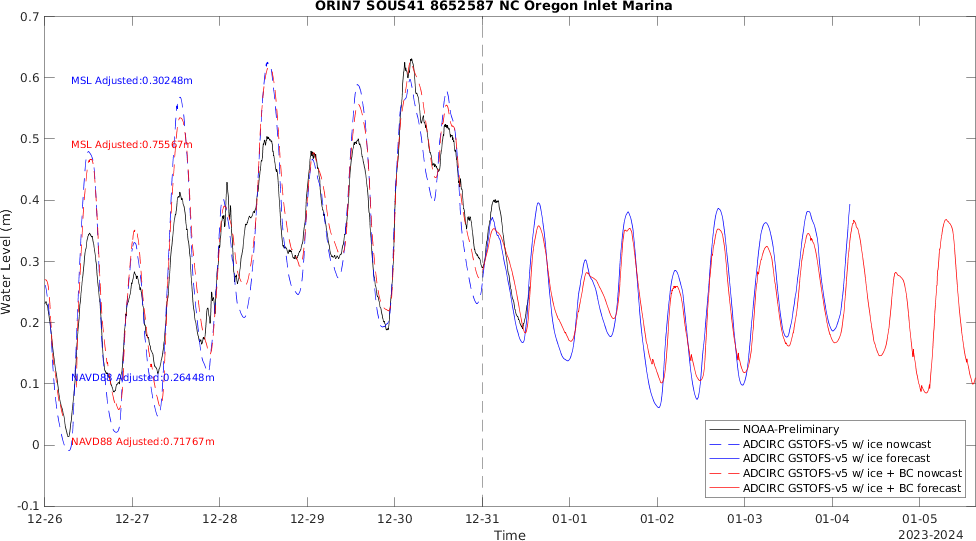 ORIN7 SOUS41 8652587 NC Oregon Inlet Marina
0.7
0.6
0.5
0.4
0.3
0.2
0.1
0
-0.1
Water Level (m)
MSL Adjusted:0.30248m
MSL Adjusted:0.75567m
NAVD88 Adjusted:0.26448m
NAVD88 Adjusted:0.71767m
NOAA-Preliminary
ADCIRC GSTOFS-v5 w/ ice nowcast
ADCIRC GSTOFS-v5 w/ ice forecast
ADCIRC GSTOFS-v5 w/ ice + BC nowcast
ADCIRC GSTOFS-v5 w/ ice + BC forecast
12-26 12-27 12-28 12-29 12-30 12-31 01-01 01-02 01-03 01-04 01-05
Time
2023-2024